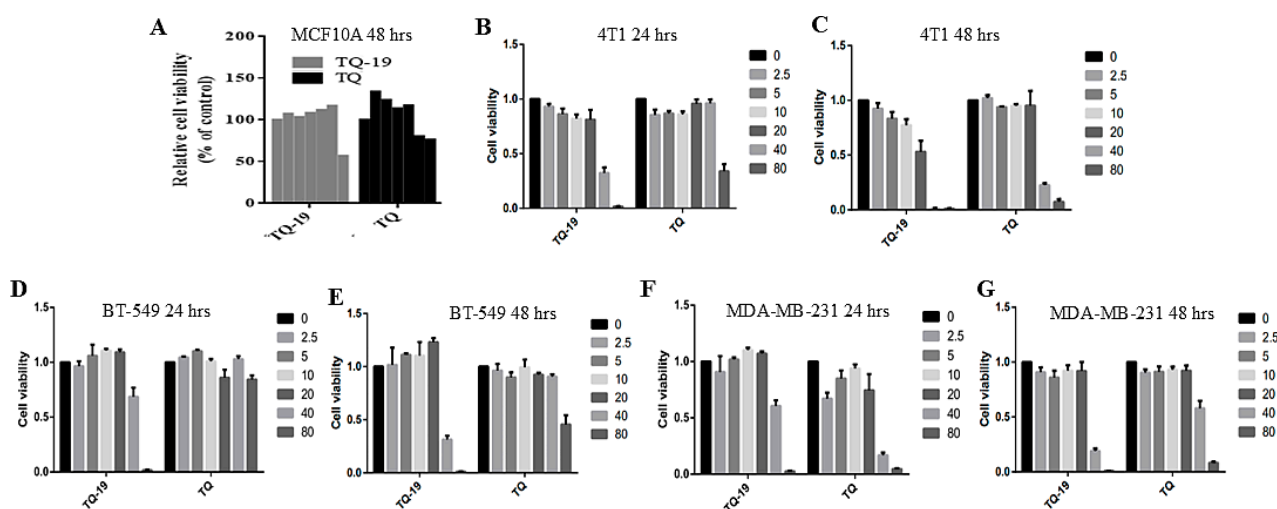 A
MCF10A 48 hrs
Relative cell viability
(% of control)
200
150
100
50
0
TQ-19
TQ
TQ-19
TQ
B
4T1 24 hrs
Cell viability
1.5
1.0
0.5
0.0
TQ-19
TQ
0
2.5
5
10
20
40
80
C
4T1 48 hrs
Cell viability
1.5
1.0
0.5
0.0
TQ-19
TQ
0
2.5
5
10
20
40
80
D
BT-549 24 hrs
Cell viability
1.5
1.0
0.5
0.0
TQ-19
TQ
0
2.5
5
10
20
40
80
E
BT-549 48 hrs
Cell viability
1.5
1.0
0.5
0.0
TQ-19
TQ
0
2.5
5
10
20
40
80
F
MDA-MB-231 24 hrs
Cell viability
1.5
1.0
0.5
0.0
TQ-19
TQ
0
2.5
5
10
20
40
80
G
MDA-MB-231 48 hrs
Cell viability
1.5
1.0
0.5
0.0
TQ-19
TQ
0
2.5
5
10
20
40
80